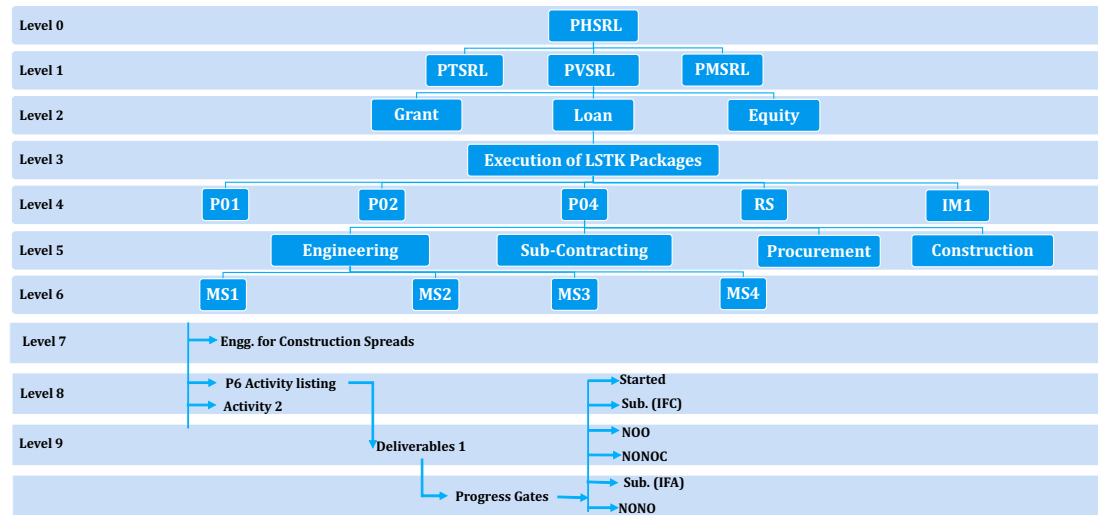 Level 0
PHSRL
Level 1
PTSRL
PVSRL
PMSRL
Level 2
Grant
Loan
Equity
Level 3
Execution of LSTK Packages
Level 4
P01
P02
P04
RS
IM1
Level 5
Engineering
Sub-Contracting
Procurement
Construction
Level 6
MS1
MS2
MS3
MS4
Level 7
Engg. for Construction Spreads
Level 8
P6 Activity listing
Activity 2
Started
Sub. (IFC)
Level 9
Deliverables 1
NOO
NONOC
Progress Gates
Sub. (IFA)
NONO